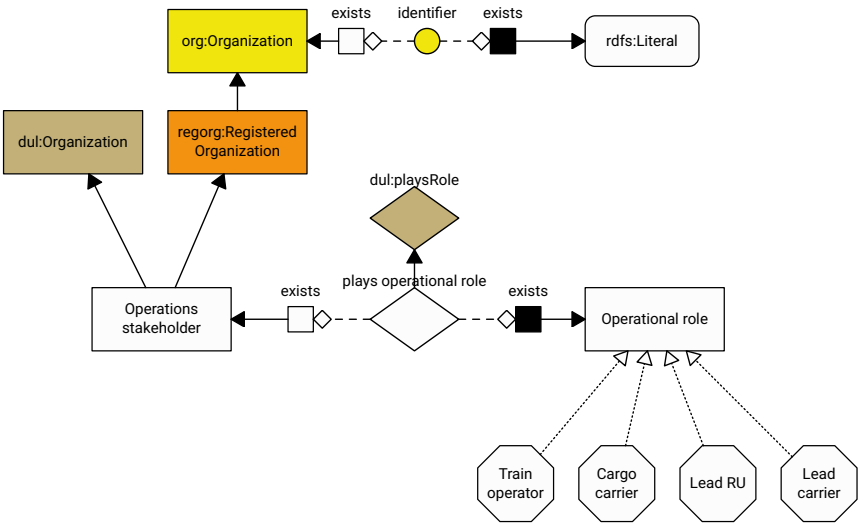 exists
identifier
exists
org:Organization
rdfs:Literal
dul:Organization
regorg:Registered
Organization
dul:playsRole
plays operational role
exists
exists
Operations
stakeholder
Operational role
Train
operator
Cargo
carrier
Lead RU
Lead
carrier